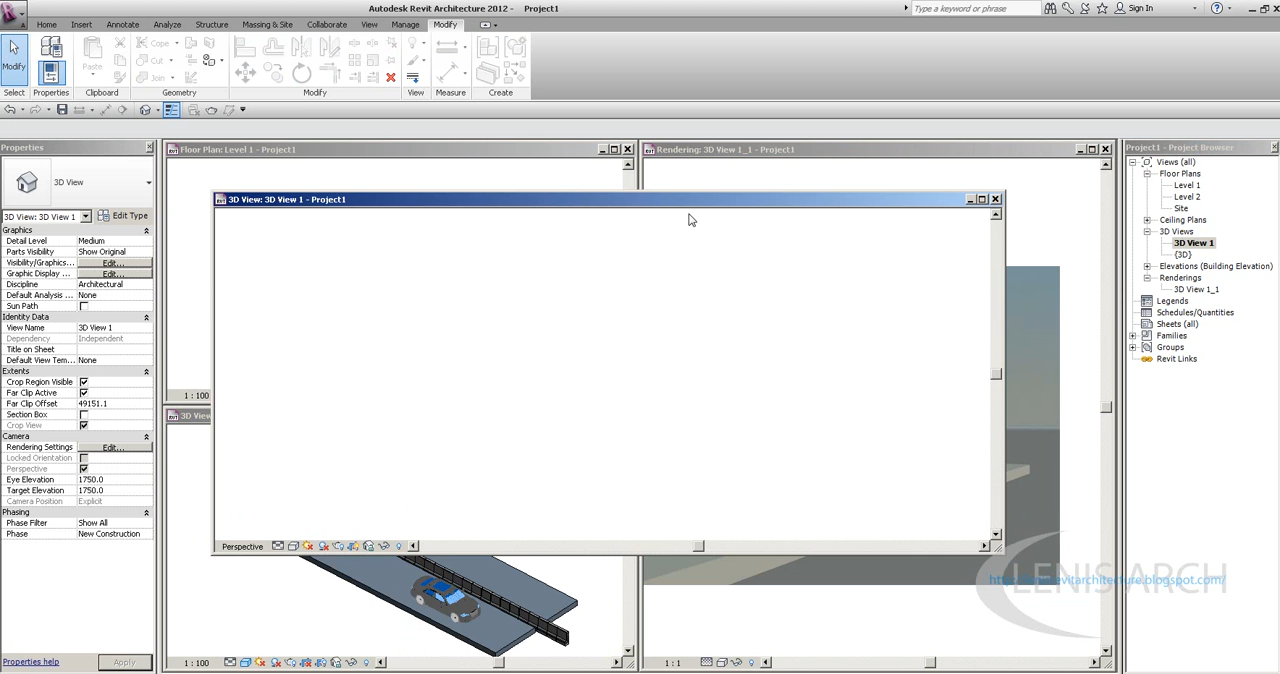 Autodesk Revit Architecture 2012 - Project1
Type a keyword or phrase
Sign In
Home Insert Annotate Analyze Structure Massing & Site Collaborate View Manage Modify
Modify
Paste
Cope
Cut
Join
Select Properties Clipboard Geometry Modify View Measure Create
Properties
3D View
3D View: 3D View 1
Edit Type
Graphics
Detail Level Medium
Parts Visibility Show Original
Visibility/Graphics... Edit...
Graphic Display ... Edit...
Discipline Architectural
Default Analysis ... None
Sun Path
Identity Data
View Name 3D View 1
Dependency Independent
Title on Sheet
Default View Tem... None
Extents
Crop Region Visible
Far Clip Active
Far Clip Offset 49151.1
Section Box
Crop View
Camera
Rendering Settings Edit...
Locked Orientation
Perspective
Eye Elevation 1750.0
Target Elevation 1750.0
Camera Position Explicit
Phasing
Phase Filter Show All
Phase New Construction
Properties help
Apply
Floor Plan: Level 1 - Project1
1 : 100
3D View
1 : 100
3D View: 3D View 1 - Project1
Perspective
Rendering: 3D View 1_1 - Project1
1 : 1
Project1 - Project Browser
Views (all)
Floor Plans
Level 1
Level 2
Site
Ceiling Plans
3D Views
3D View 1
{3D}
Elevations (Building Elevation)
Renderings
3D View 1_1
Legends
Schedules/Quantities
Sheets (all)
Families
Groups
Revit Links
LENIS ARCH